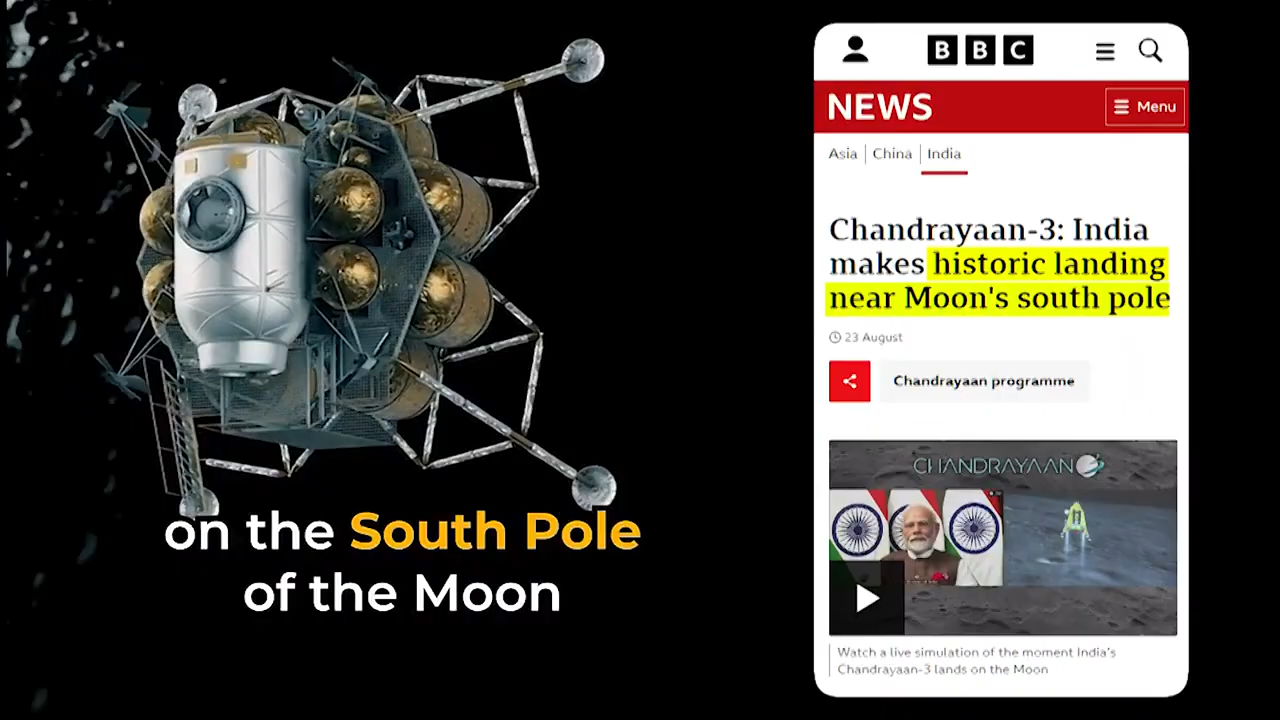 on the South Pole
of the Moon
BBC
NEWS
Menu
Asia
China
India
Chandrayaan-3: India
makes historic landing
near Moon's south pole
23 August
Chandrayaan programme
CHANDRAYAAN
Watch a live simulation of the moment India's
Chandrayaan-3 lands on the Moon